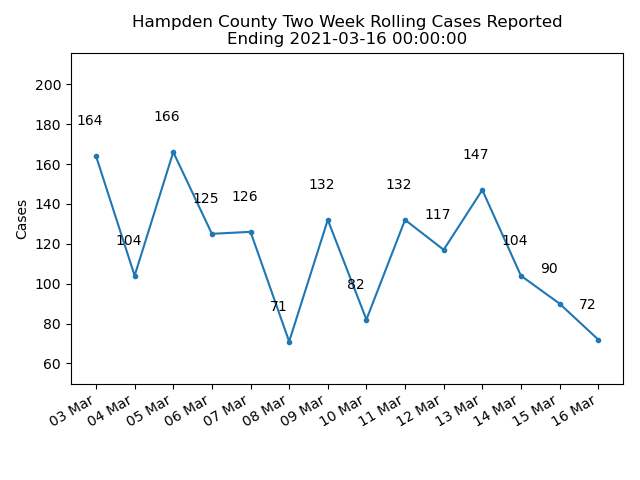 Hampden County Two Week Rolling Cases Reported
Ending 2021-03-16 00:00:00
Cases
200
180
160
140
120
100
80
60
164
104
166
125
126
71
132
82
132
117
147
104
90
72
03 Mar
04 Mar
05 Mar
06 Mar
07 Mar
08 Mar
09 Mar
10 Mar
11 Mar
12 Mar
13 Mar
14 Mar
15 Mar
16 Mar